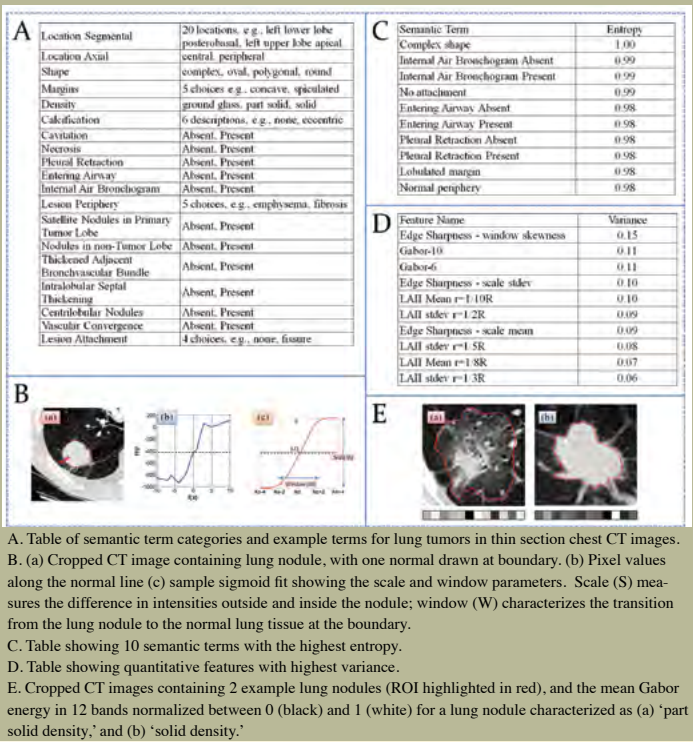 A
Location Segmental 20 locations, e.g., left lower lobe posterobasal, left upper lobe apical
Location Axial central, peripheral
Shape complex, oval, polygonal, round
Margins 5 choices e.g., concave, spiculated
Density ground glass, part solid, solid
Calcification 6 descriptions, e.g., none, eccentric
Cavitation Absent, Present
Necrosis Absent, Present
Pleural Retraction Absent, Present
Entering Airway Absent, Present
Internal Air Bronchogram Absent, Present
Lesion Periphery 5 choices, e.g., emphysema, fibrosis
Satellite Nodules in Primary Tumor Lobe Absent, Present
Nodules in non-Tumor Lobe Absent, Present
Thickened Adjacent Bronchvascular Bundle Absent, Present
Intralobular Septal Thickening Absent, Present
Centrilobular Nodules Absent, Present
Vascular Convergence Absent, Present
Lesion Attachment 4 choices, e.g., none, fissure
B
(a) (b) (c)
C
Semantic Term Entropy
Complex shape 1.00
Internal Air Bronchogram Absent 0.99
Internal Air Bronchogram Present 0.99
No attachment 0.99
Entering Airway Absent 0.98
Entering Airway Present 0.98
Pleural Retraction Absent 0.98
Pleural Retraction Present 0.98
Lobulated margin 0.98
Normal periphery 0.98
D
Feature Name Variance
Edge Sharpness - window skewness 0.15
Gabor-10 0.11
Gabor-6 0.11
Edge Sharpness - scale stdev 0.10
LAII Mean r=1/10R 0.10
LAII stdev r=1/2R 0.09
Edge Sharpness - scale mean 0.09
LAII stdev r=1/5R 0.08
LAII Mean r=1/8R 0.07
LAII stdev r=1/3R 0.06
E
(a) (b)
A. Table of semantic term categories and example terms for lung tumors in thin section chest CT images.
B. (a) Cropped CT image containing lung nodule, with one normal drawn at boundary. (b) Pixel values
along the normal line (c) sample sigmoid fit showing the scale and window parameters. Scale (S) mea-
sures the difference in intensities outside and inside the nodule; window (W) characterizes the transition
from the lung nodule to the normal lung tissue at the boundary.
C. Table showing 10 semantic terms with the highest entropy.
D. Table showing quantitative features with highest variance.
E. Cropped CT images containing 2 example lung nodules (ROI highlighted in red), and the mean Gabor
energy in 12 bands normalized between 0 (black) and 1 (white) for a lung nodule characterized as (a) ‘part
solid density,’ and (b) ‘solid density.’